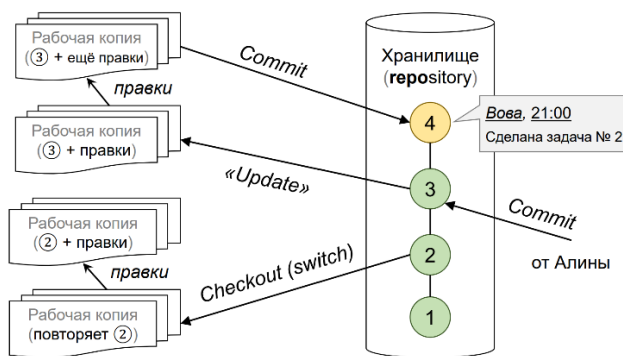 Рабочая копия
(③ + ещё правки)
правки
Рабочая копия
(③ + правки)
Рабочая копия
(② + правки)
правки
Рабочая копия
(повторяет ②)
Commit
«Update»
Checkout (switch)
Хранилище
(repository)
4
3
2
1
Вова, 21:00
Сделана задача № 2
Commit
от Алины